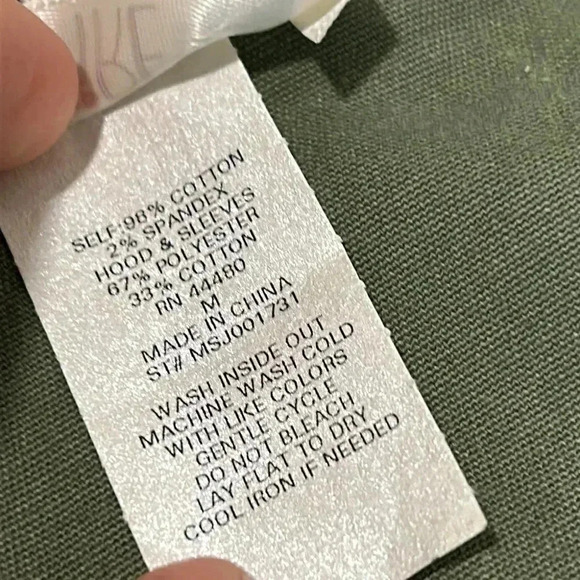 SELF:98% COTTON
2% SPANDEX
HOOD & SLEEVES
67% POLYESTER
33% COTTON
RN 44480
M
MADE IN CHINA
ST# MSJ001731
WASH INSIDE OUT
MACHINE WASH COLD
WITH LIKE COLORS
GENTLE CYCLE
DO NOT BLEACH
LAY FLAT TO DRY
COOL IRON IF NEEDED